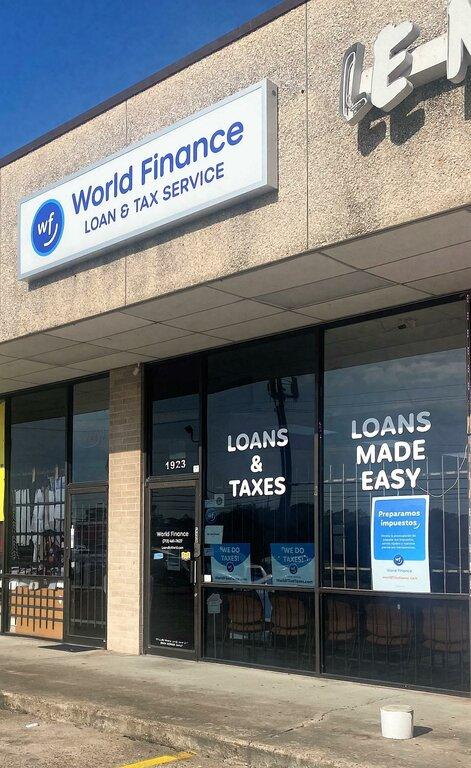 LE
wf
World Finance
LOAN & TAX SERVICE
1923
LOANS
&
TAXES
LOANS
MADE
EASY
World Finance
Preparamos
impuestos
World Finance
"WE DO
TAXES!"
"WE DO
TAXES!"